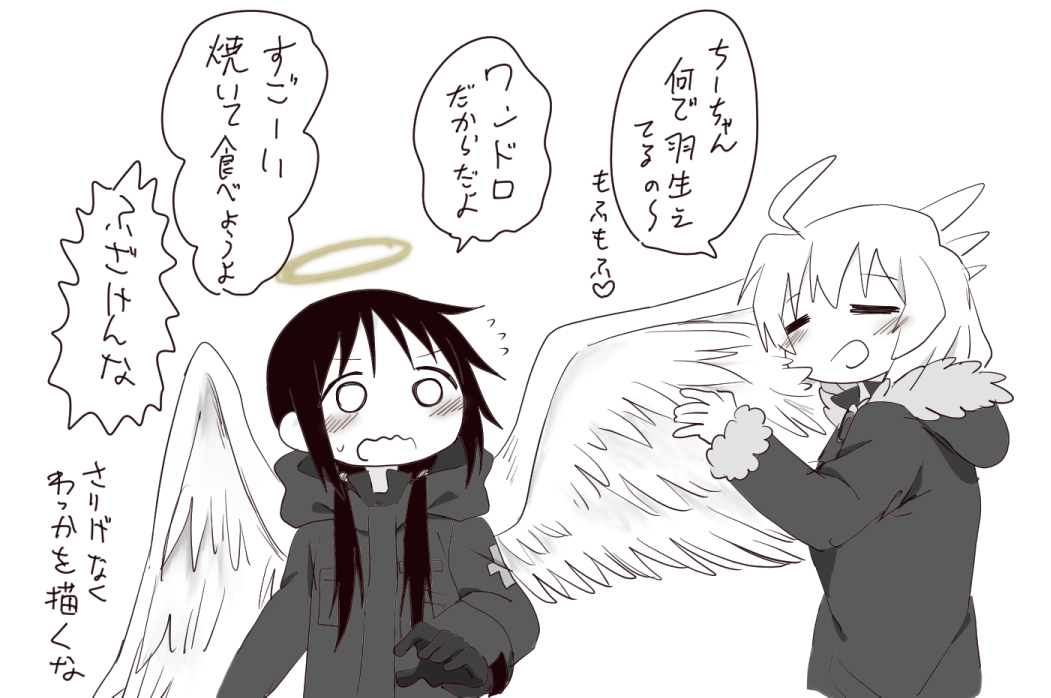 ちーちゃん
何で羽生え
てるの〜
もふもふ♡
ワンドロ
だからだよ
すごーい
焼いて食べようよ
ふざけんな
さりげなく
わっかを描くな